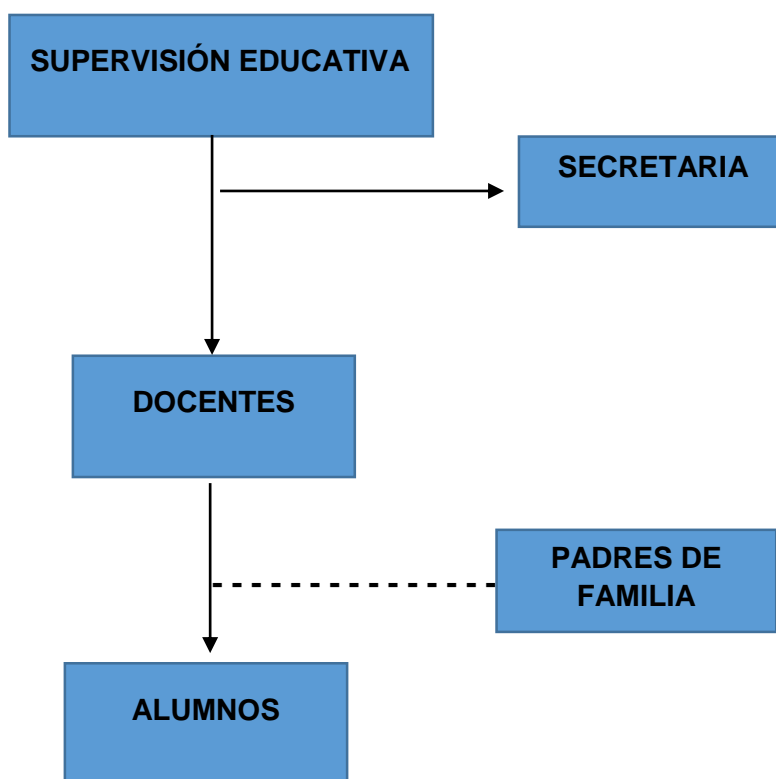 SUPERVISIÓN EDUCATIVA
SECRETARIA
DOCENTES
PADRES DE
FAMILIA
ALUMNOS